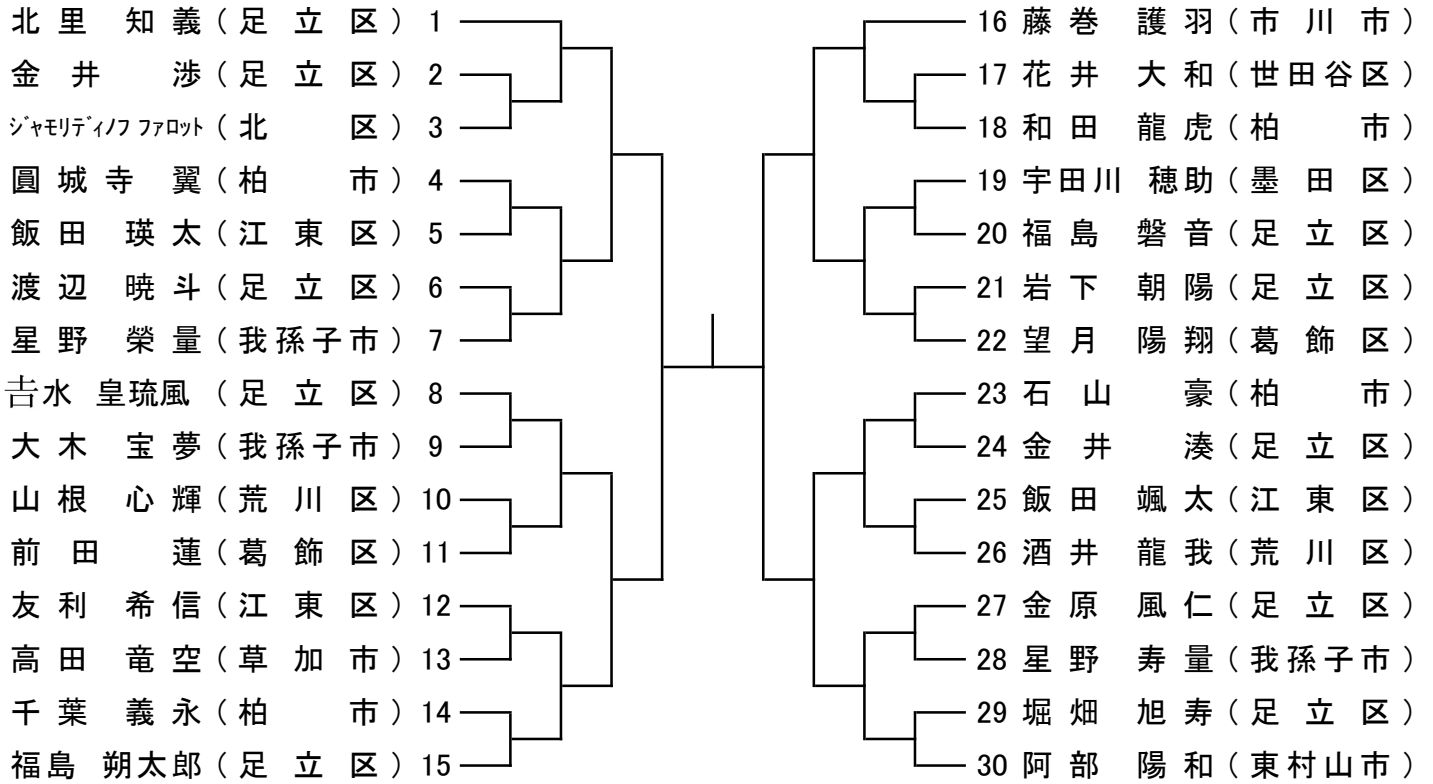 北里 知義(足立区) 1
金井 渉(足立区) 2
ジャモリディノフ ファロット(北区) 3
圓城寺 翼(柏市) 4
飯田 瑛太(江東区) 5
渡辺 暁斗(足立区) 6
星野 榮量(我孫子市) 7
𠮷水 皇琉風(足立区) 8
大木 宝夢(我孫子市) 9
山根 心輝(荒川区) 10
前田 蓮(葛飾区) 11
友利 希信(江東区) 12
高田 竜空(草加市) 13
千葉 義永(柏市) 14
福島 朔太郎(足立区) 15
16 藤巻 護羽(市川市)
17 花井 大和(世田谷区)
18 和田 龍虎(柏市)
19 宇田川 穂助(墨田区)
20 福島 磐音(足立区)
21 岩下 朝陽(足立区)
22 望月 陽翔(葛飾区)
23 石山 豪(柏市)
24 金井 湊(足立区)
25 飯田 颯太(江東区)
26 酒井 龍我(荒川区)
27 金原 風仁(足立区)
28 星野 寿量(我孫子市)
29 堀畑 旭寿(足立区)
30 阿部 陽和(東村山市)